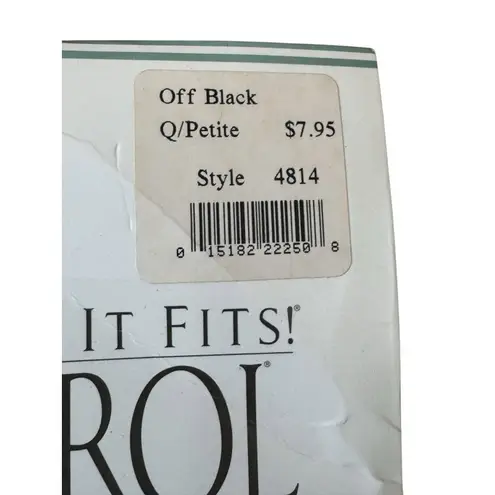 Off Black
Q/Petite $7.95
Style 4814
0 15182 22250 8
IT FITS!®
ROL®